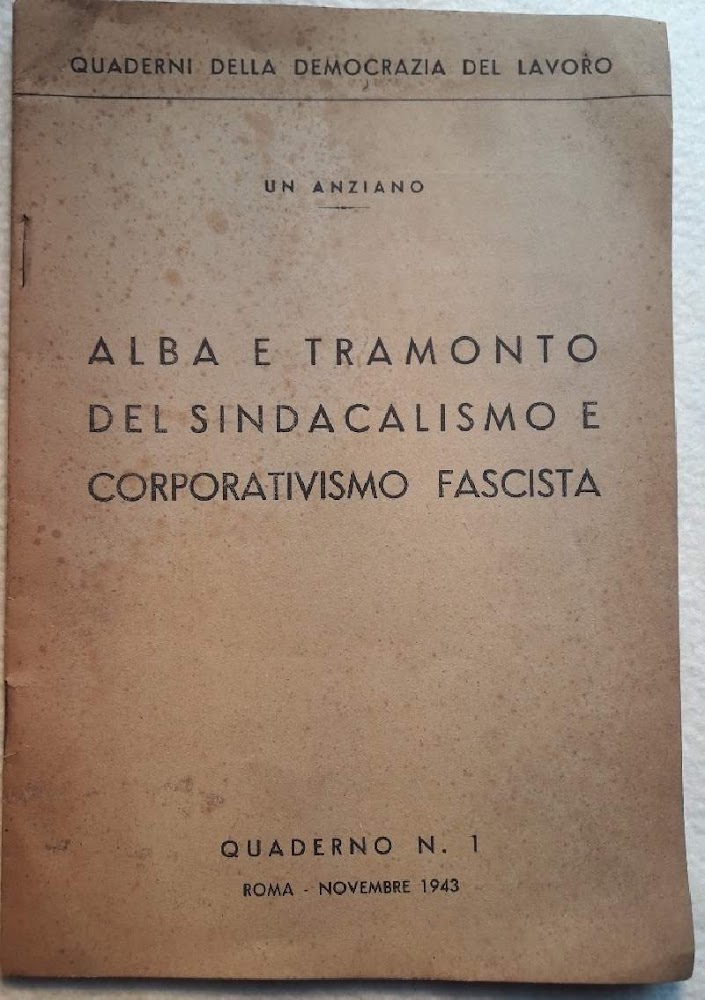 QUADERNI DELLA DEMOCRAZIA DEL LAVORO
UN ANZIANO
ALBA E TRAMONTO
DEL SINDACALISMO E
CORPORATIVISMO FASCISTA
QUADERNO N. 1
ROMA - NOVEMBRE 1943